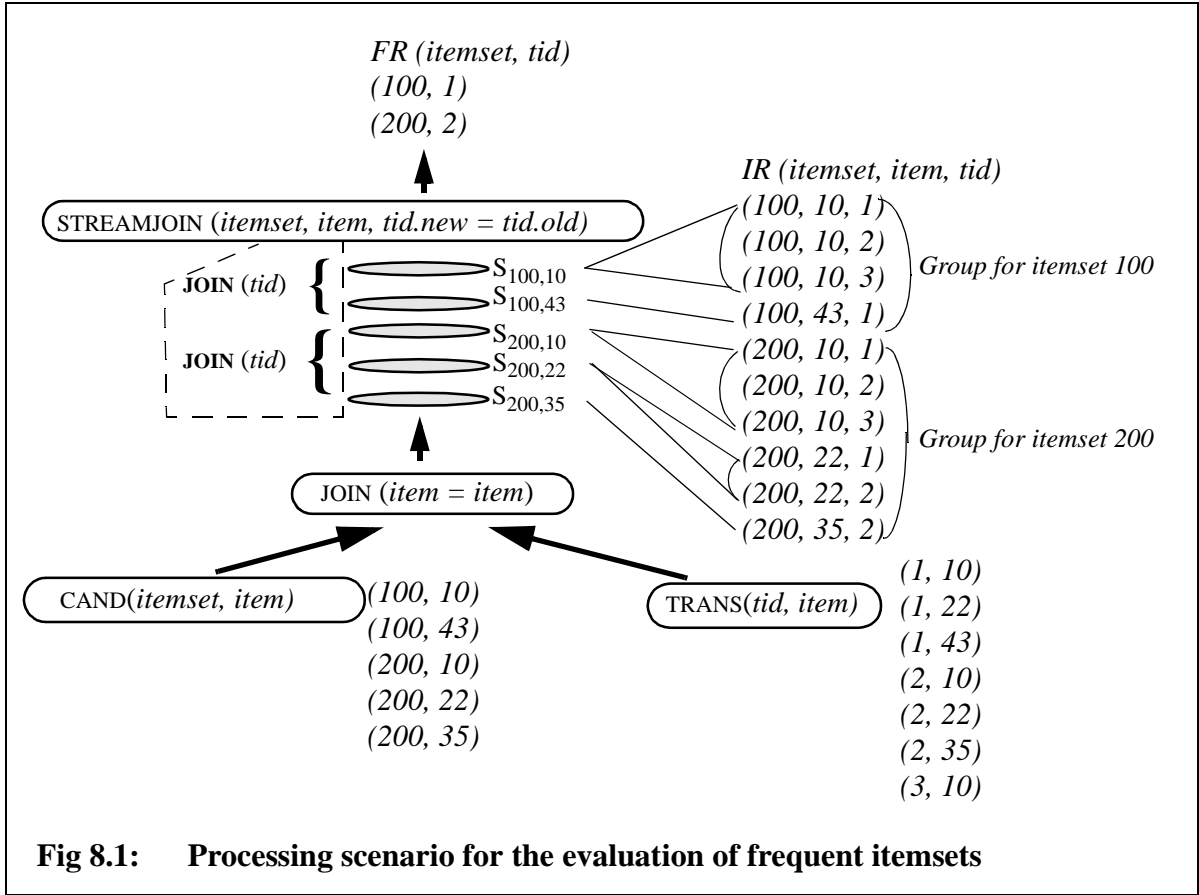 FR (itemset, tid)
(100, 1)
(200, 2)
STREAMJOIN (itemset, item, tid.new = tid.old)
JOIN (tid)
{
JOIN (tid)
{
S100,10
S100,43
S200,10
S200,22
S200,35
IR (itemset, item, tid)
(100, 10, 1)
(100, 10, 2)
(100, 10, 3)
(100, 43, 1)
(200, 10, 1)
(200, 10, 2)
(200, 10, 3)
(200, 22, 1)
(200, 22, 2)
(200, 35, 2)
Group for itemset 100
Group for itemset 200
JOIN (item = item)
CAND(itemset, item)
(100, 10)
(100, 43)
(200, 10)
(200, 22)
(200, 35)
TRANS(tid, item)
(1, 10)
(1, 22)
(1, 43)
(2, 10)
(2, 22)
(2, 35)
(3, 10)
Fig 8.1: Processing scenario for the evaluation of frequent itemsets